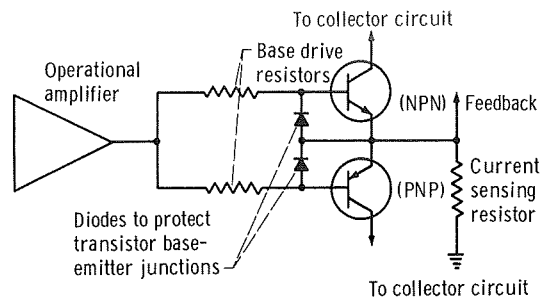 To collector circuit
Base drive
resistors
Operational
amplifier
(NPN)
Feedback
(PNP)
Current
sensing
resistor
Diodes to protect
transistor base-
emitter junctions
To collector circuit